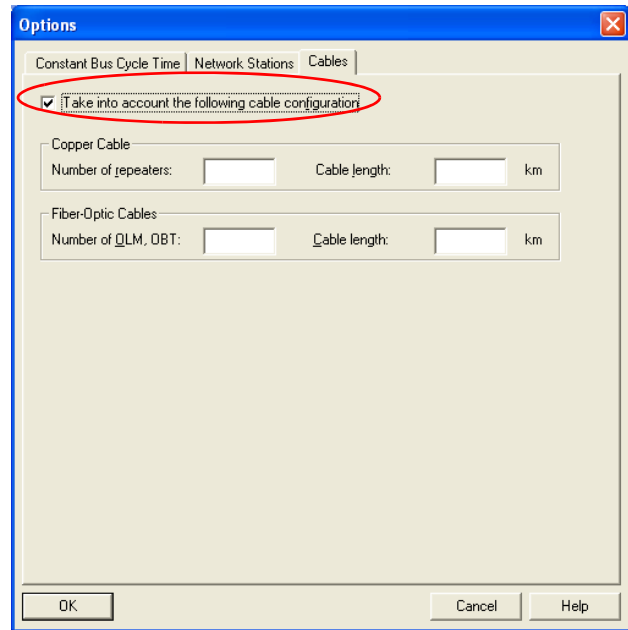 Options
Constant Bus Cycle Time Network Stations Cables
Take into account the following cable configuration
Copper Cable
Number of repeaters: Cable length: km
Fiber-Optic Cables
Number of OLM, OBT: Cable length: km
OK Cancel Help